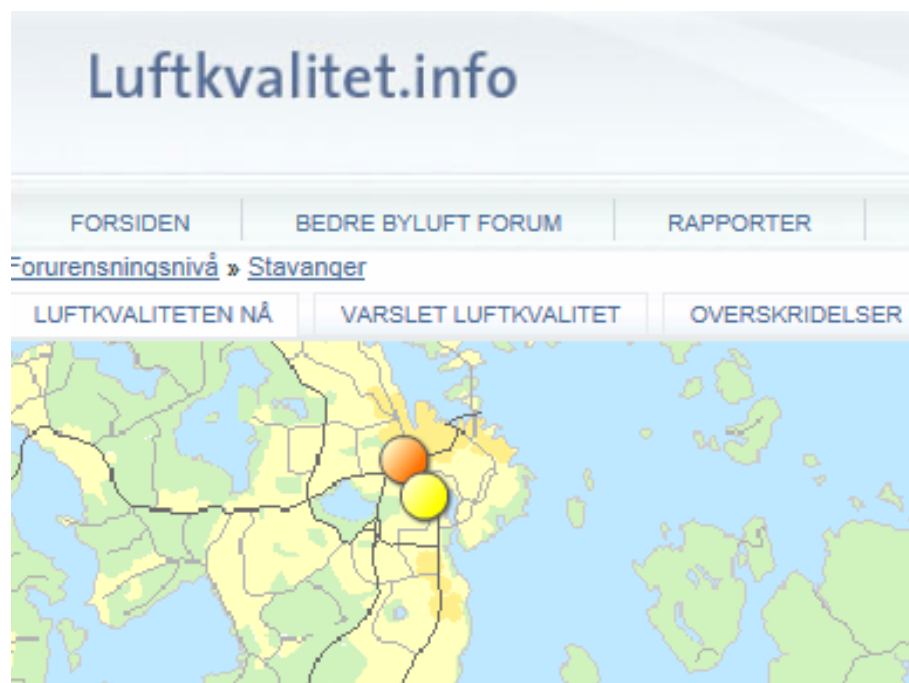 Luftkvalitet.info
FORSIDEN BEDRE BYLUFT FORUM RAPPORTER
Forurensningsnivå » Stavanger
LUFTKVALITETEN NÅ VARSLET LUFTKVALITET OVERSKRIDELSER